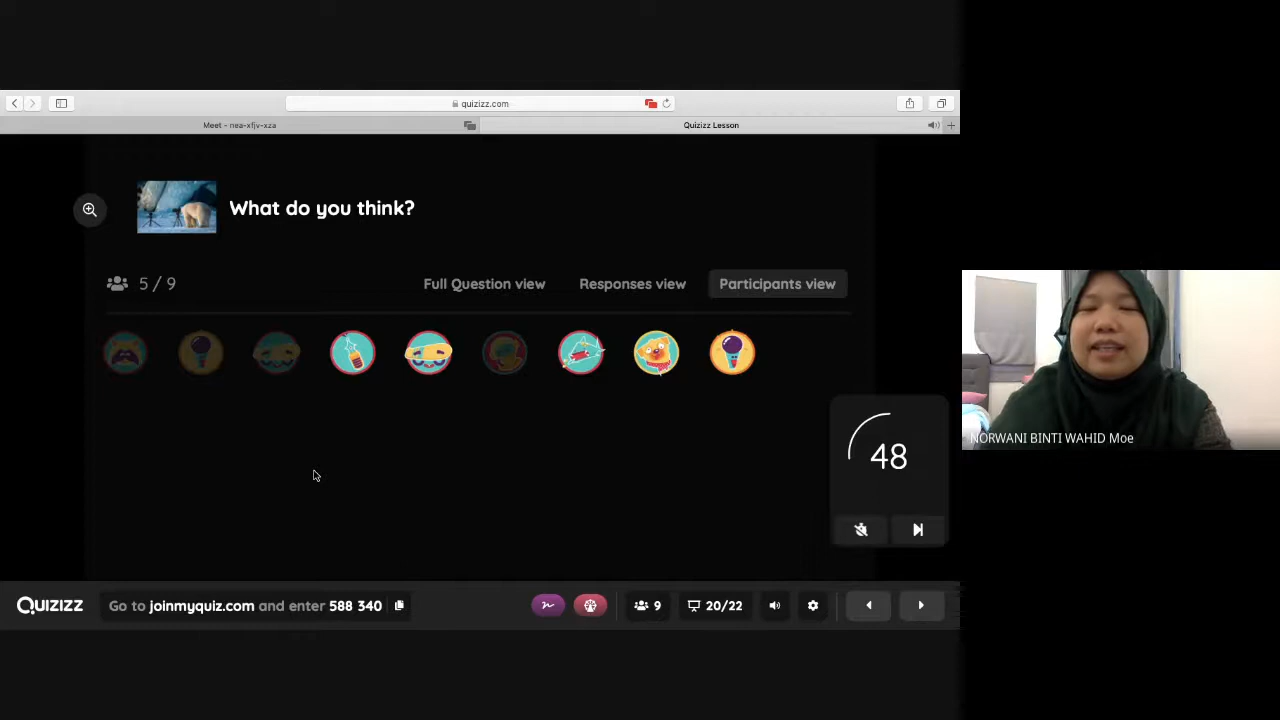 quizizz.com
Meet - nea-xfjv-xza
Quizizz Lesson
What do you think?
5 / 9
Full Question view
Responses view
Participants view
48
NORWANI BINTI WAHID Moe
QUIZIZZ
Go to joinmyquiz.com and enter 588 340
9
20/22